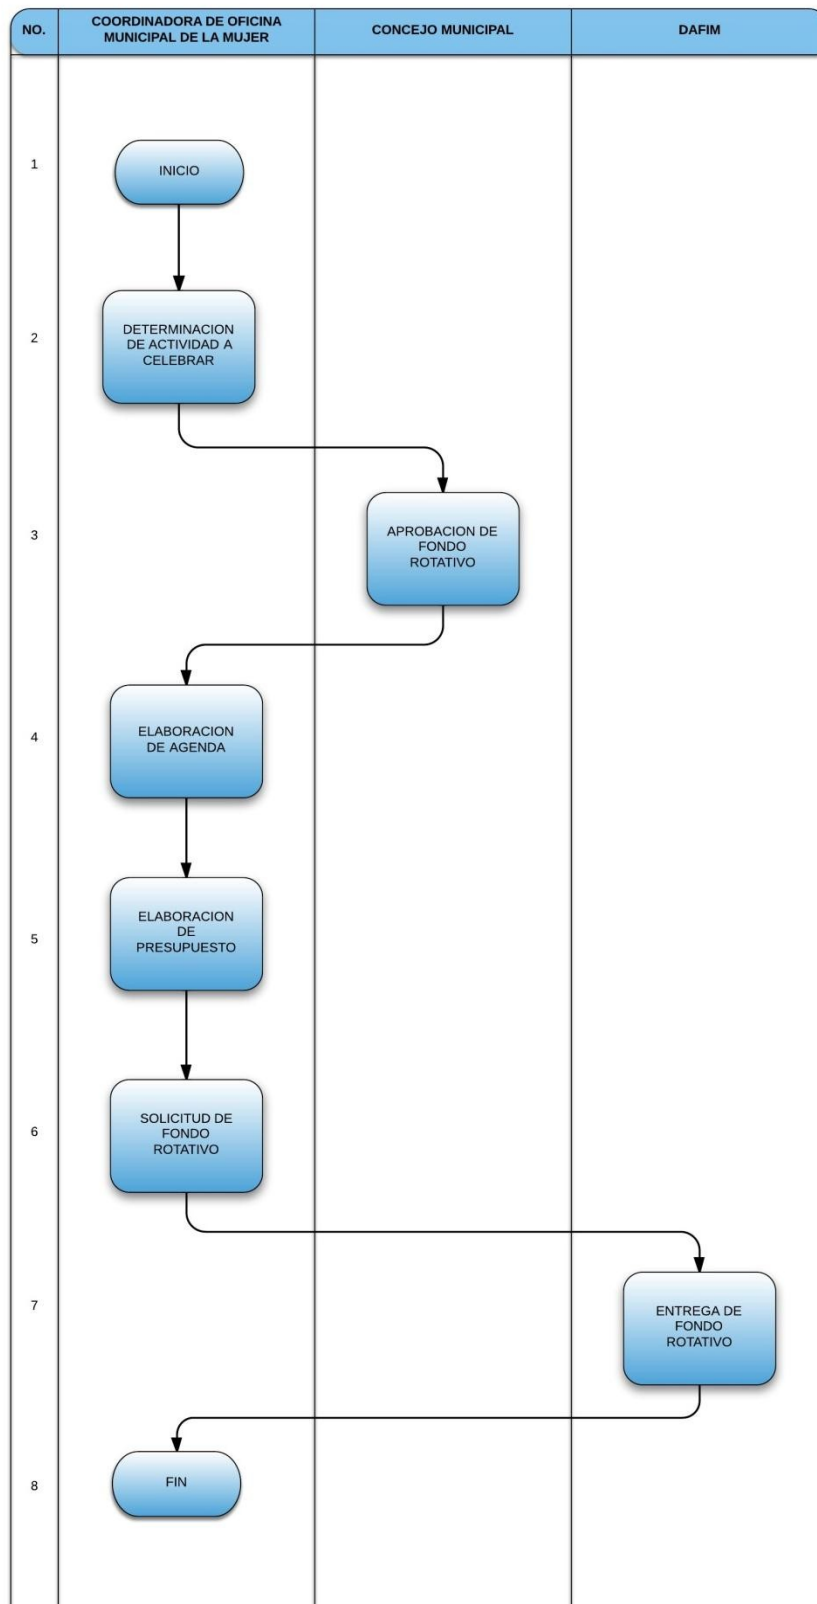 NO.
COORDINADORA DE OFICINA
MUNICIPAL DE LA MUJER
CONCEJO MUNICIPAL
DAFIM
1
INICIO
2
DETERMINACION
DE ACTIVIDAD A
CELEBRAR
3
APROBACION DE
FONDO
ROTATIVO
4
ELABORACION
DE AGENDA
5
ELABORACION
DE
PRESUPUESTO
6
SOLICITUD DE
FONDO
ROTATIVO
7
ENTREGA DE
FONDO
ROTATIVO
8
FIN